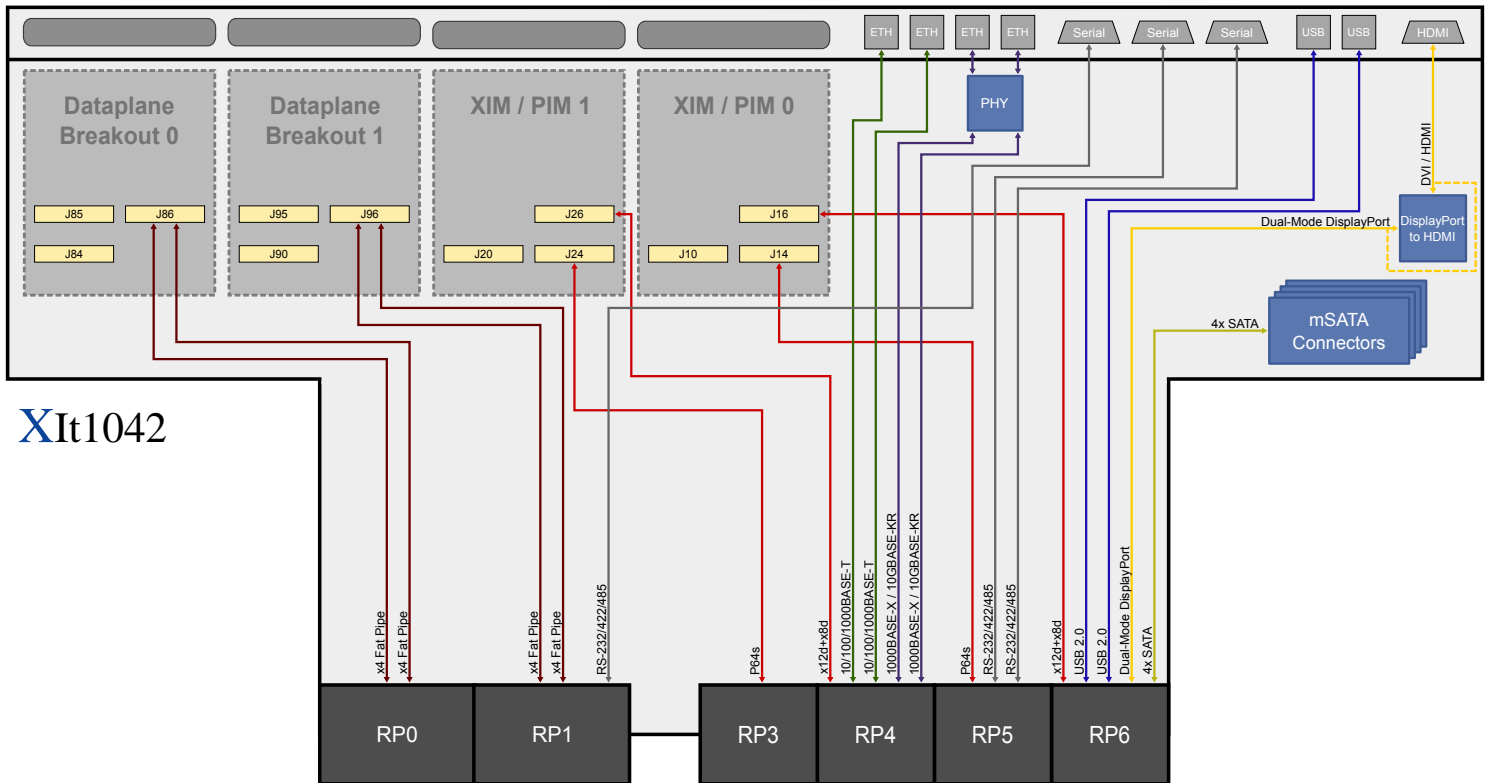 ETH ETH ETH ETH Serial Serial Serial USB USB HDMI
Dataplane
Breakout 0
Dataplane
Breakout 1
XIM / PIM 1
XIM / PIM 0
PHY
DVI / HDMI
J85 J86 J95 J96 J26 J16
Dual-Mode DisplayPort
DisplayPort
to HDMI
J84 J90 J20 J24 J10 J14
4x SATA
mSATA
Connectors
XIt1042
x4 Fat Pipe
x4 Fat Pipe
x4 Fat Pipe
x4 Fat Pipe
RS-232/422/485
P64s
x12d+x8d
10/100/1000BASE-T
10/100/1000BASE-T
1000BASE-X / 10GBASE-KR
1000BASE-X / 10GBASE-KR
P64s
RS-232/422/485
RS-232/422/485
x12d+x8d
USB 2.0
USB 2.0
Dual-Mode DisplayPort
4x SATA
RP0 RP1 RP3 RP4 RP5 RP6